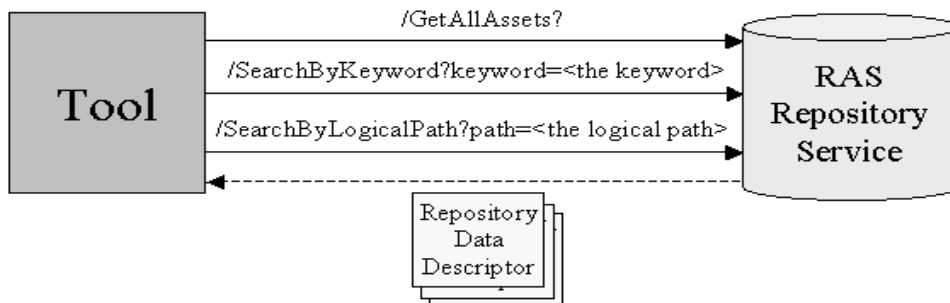 /GetAllAssets?
/SearchByKeyword?keyword=<the keyword>
/SearchByLogicalPath?path=<the logical path>
Tool
RAS
Repository
Service
Repository
Data
Descriptor